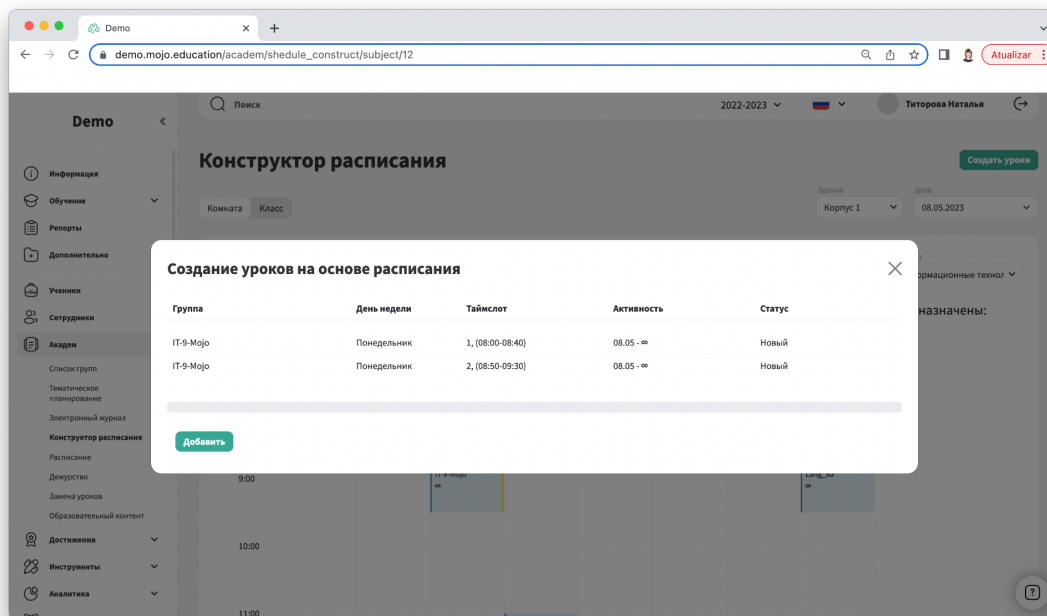 Demo
demo.mojo.education/academ/shedule_construct/subject/12
Atualizar
Demo
Поиск
2022-2023
Титорова Наталья
Информация
Обучение
Репорты
Дополнительно
Ученики
Сотрудники
Академ
Список групп
Тематическое
планирование
Электронный журнал
Конструктор расписания
Расписание
Дежурство
Замена уроков
Образовательный контент
Достижения
Инструменты
Аналитика
Конструктор расписания
Создать уроки
Комната Класс
Здание
Корпус 1
Дата
08.05.2023
ормационные технол
назначены:
Создание уроков на основе расписания
Группа День недели Таймслот Активность Статус
IT-9-Mojo Понедельник 1, (08:00-08:40) 08.05 - ∞ Новый
IT-9-Mojo Понедельник 2, (08:50-09:30) 08.05 - ∞ Новый
Добавить
9:00
IT-9-Mojo
∞
Lang_8a
∞
10:00
11:00